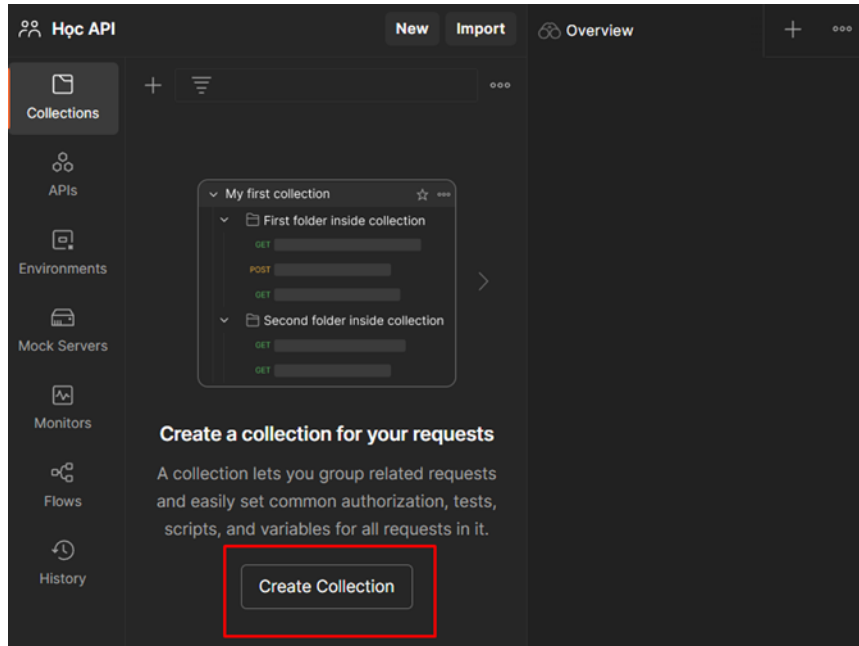 Học API
New
Import
Overview
Collections
APIs
Environments
Mock Servers
Monitors
Flows
History
My first collection
First folder inside collection
GET
POST
GET
Second folder inside collection
GET
GET
Create a collection for your requests
A collection lets you group related requests
and easily set common authorization, tests,
scripts, and variables for all requests in it.
Create Collection